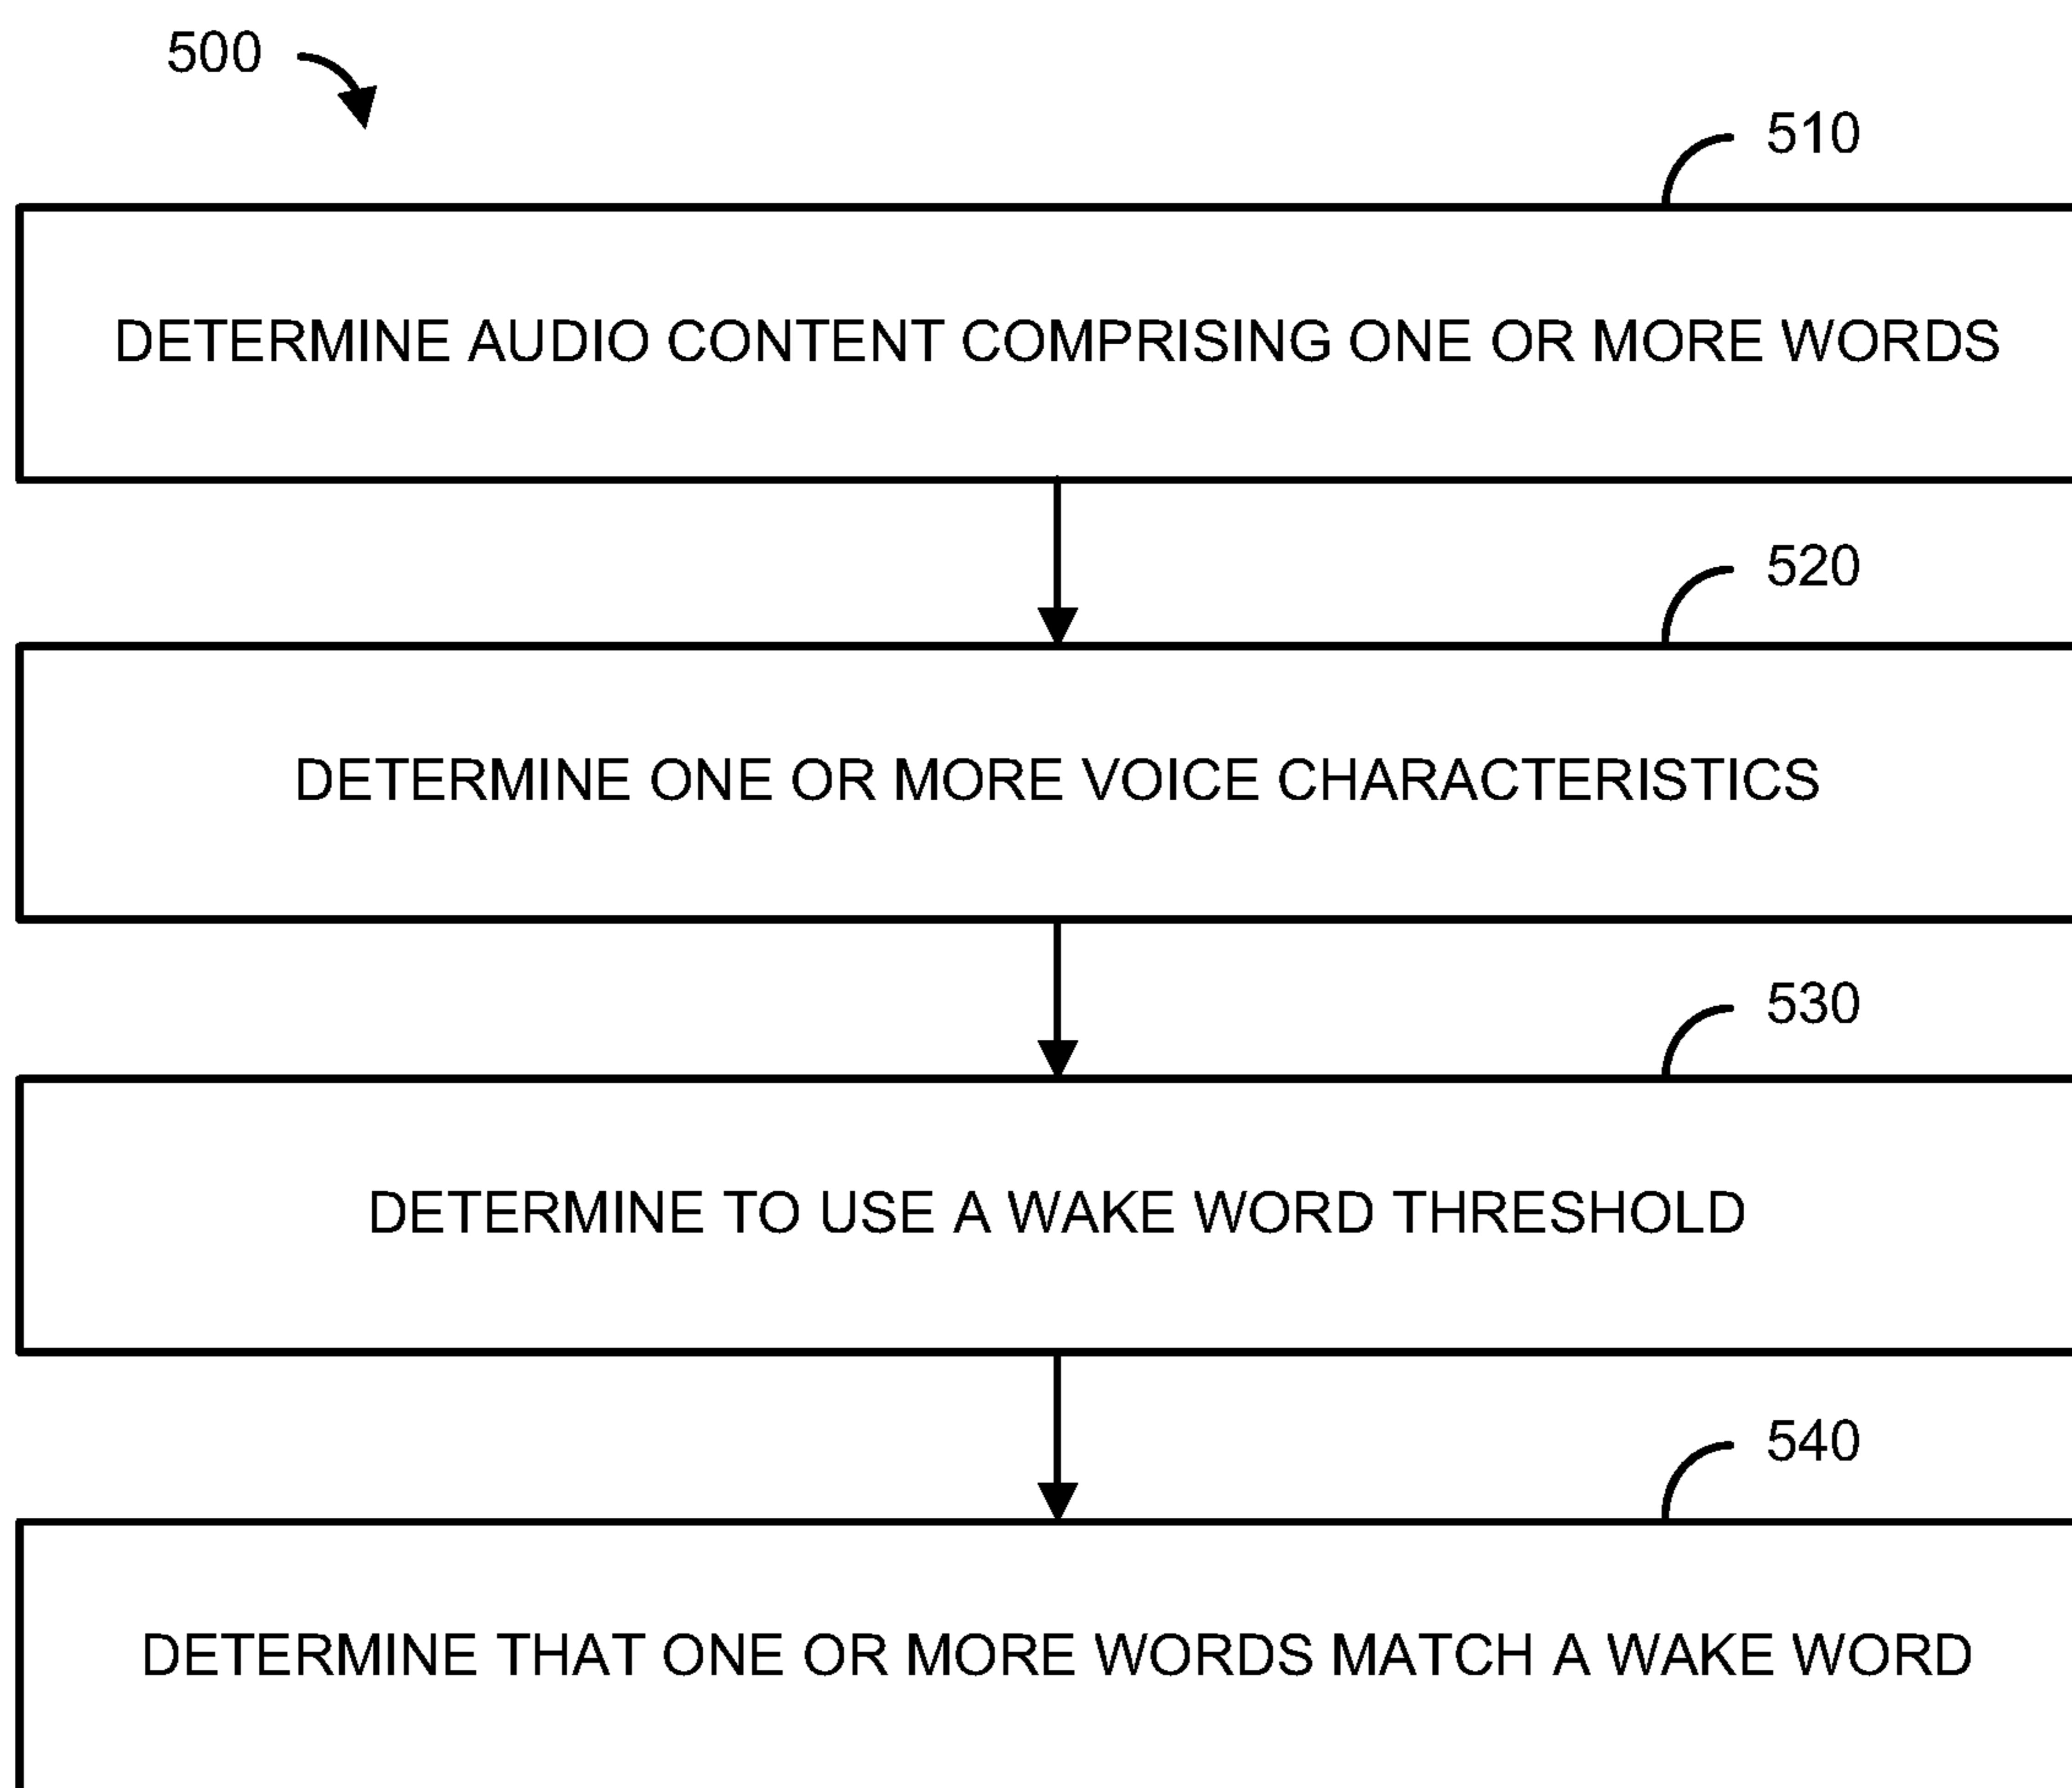 500
510
DETERMINE AUDIO CONTENT COMPRISING ONE OR MORE WORDS
520
DETERMINE ONE OR MORE VOICE CHARACTERISTICS
530
DETERMINE TO USE A WAKE WORD THRESHOLD
540
DETERMINE THAT ONE OR MORE WORDS MATCH A WAKE WORD